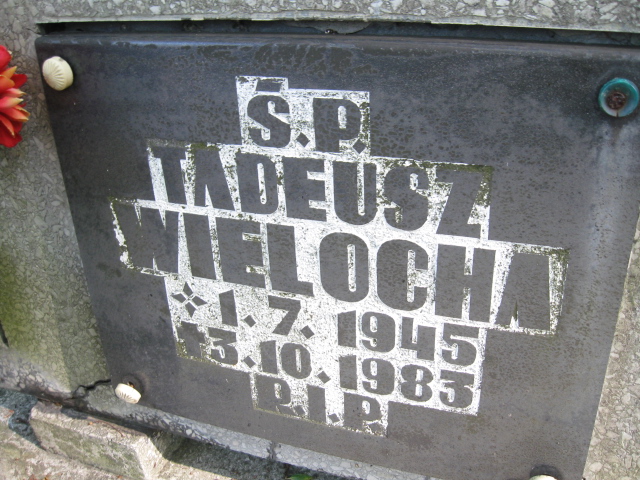 Ś.P.
TADEUSZ
WIELOCHA
✧ 1.7.1945
✝3.10.1983
R.I.P.